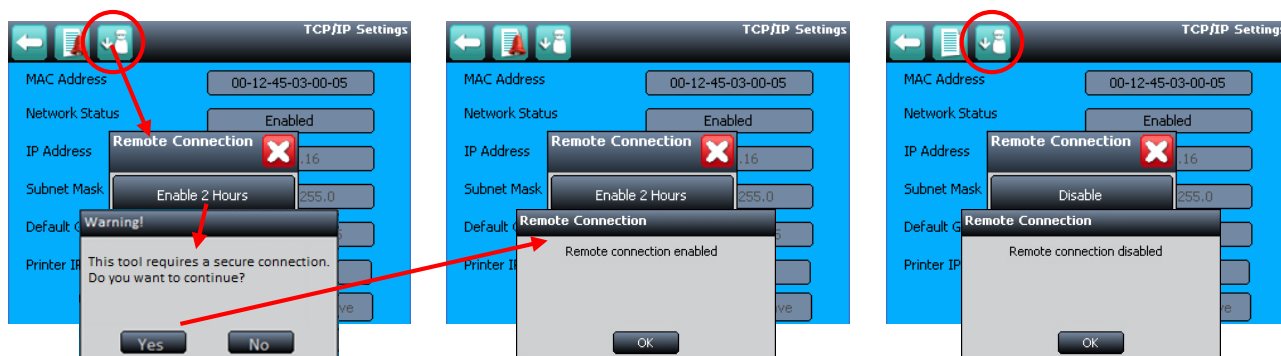 TCP/IP Settings
MAC Address
00-12-45-03-00-05
Network Status
Enabled
IP Address
.16
Remote Connection
Subnet Mask
255.0
Enable 2 Hours
Default
Warning!
This tool requires a secure connection.
Do you want to continue?
Printer IP
ve
Yes
No
TCP/IP Settings
MAC Address
00-12-45-03-00-05
Network Status
Enabled
IP Address
.16
Remote Connection
Subnet Mask
255.0
Enable 2 Hours
Default
Remote Connection
Remote connection enabled
Printer I
ve
OK
TCP/IP Settings
MAC Address
00-12-45-03-00-05
Network Status
Enabled
IP Address
.16
Remote Connection
Subnet Mask
255.0
Disable
Default G
Remote Connection
Remote connection disabled
Printer IP
ve
OK